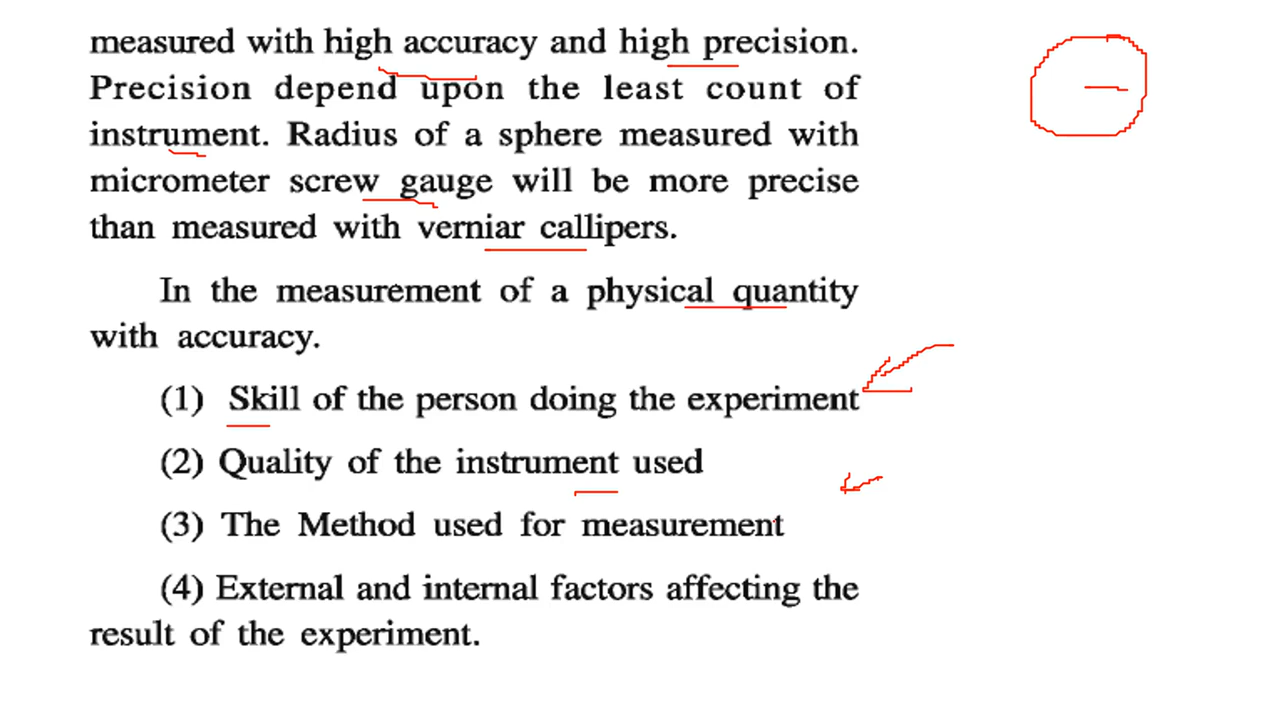 measured with high accuracy and high precision.
Precision depend upon the least count of
instrument. Radius of a sphere measured with
micrometer screw gauge will be more precise
than measured with verniar callipers.
In the measurement of a physical quantity
with accuracy.
(1) Skill of the person doing the experiment
(2) Quality of the instrument used
(3) The Method used for measurement
(4) External and internal factors affecting the
result of the experiment.